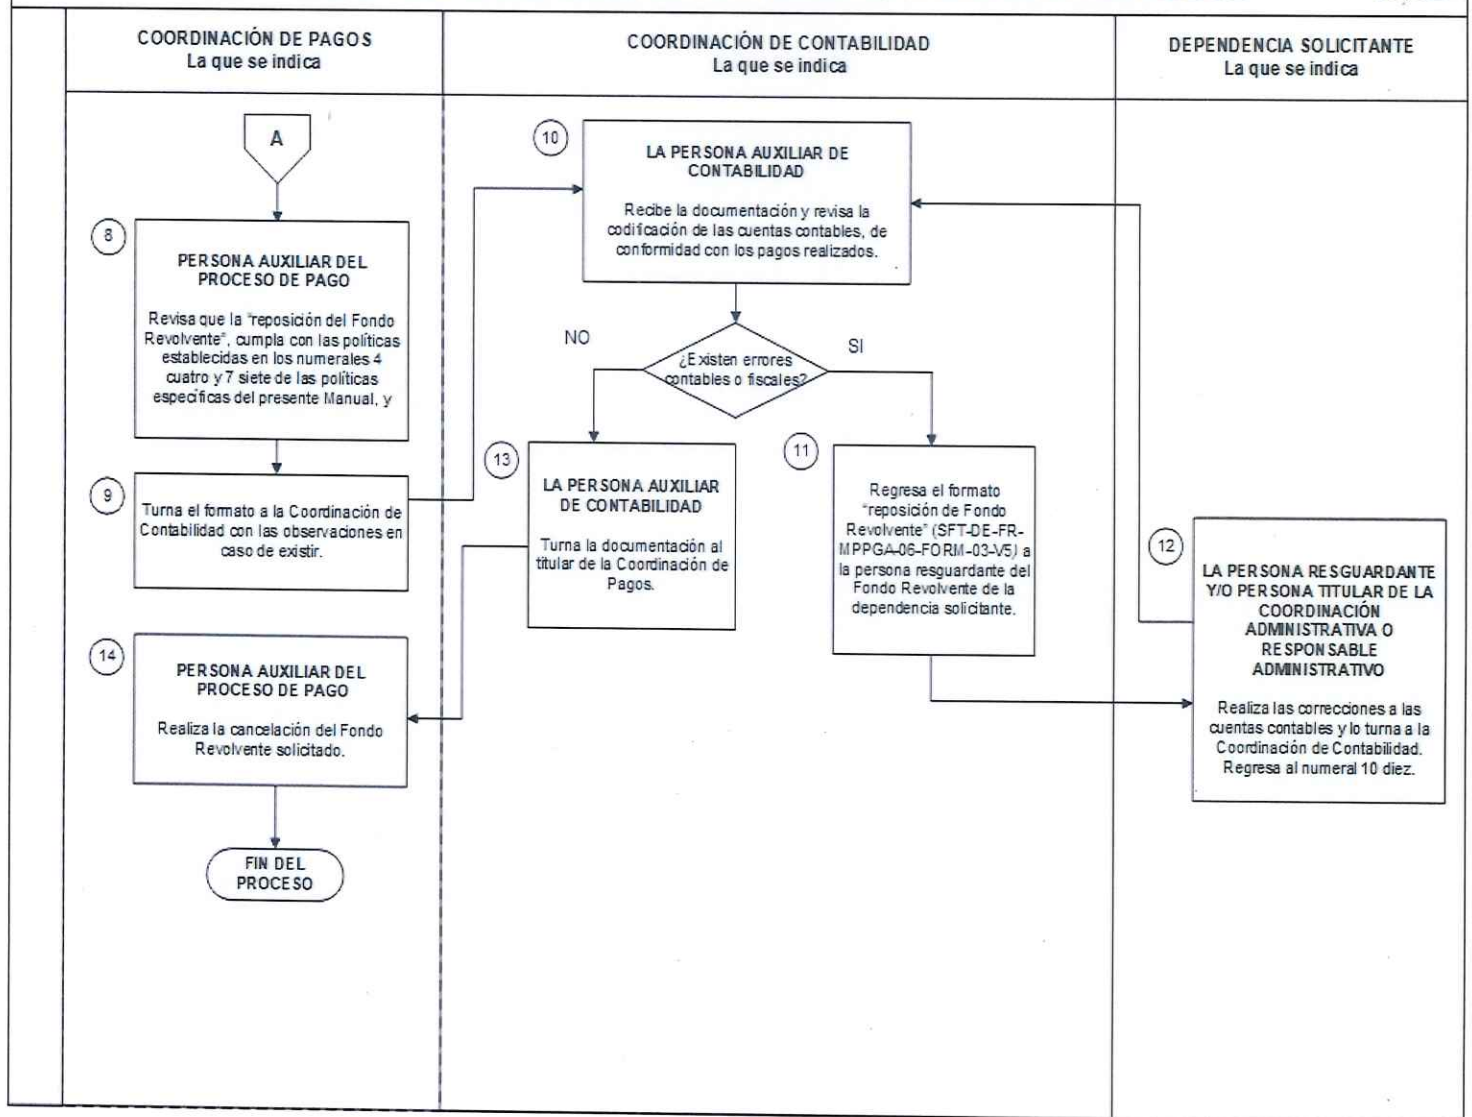 COORDINACIÓN DE PAGOS
La que se indica
COORDINACIÓN DE CONTABILIDAD
La que se indica
DEPENDENCIA SOLICITANTE
La que se indica
A
8
PERSONA AUXILIAR DEL
PROCESO DE PAGO
Revisa que la "reposición del Fondo
Revolvente", cumpla con las políticas
establecidas en los numerales 4
cuatro y 7 siete de las políticas
específicas del presente Manual, y
9
Turna el formato a la Coordinación de
Contabilidad con las observaciones en
caso de existir.
10
LA PERSONA AUXILIAR DE
CONTABILIDAD
Recibe la documentación y revisa la
codificación de las cuentas contables, de
conformidad con los pagos realizados.
¿Existen errores
contables o fiscales?
NO
SI
11
Regresa el formato
"reposición de Fondo
Revolvente" (SFT-DE-FR-
MPPGA-06-FORM-03-V5) a
la persona resguardante del
Fondo Revolvente de la
dependencia solicitante.
12
LA PERSONA RESGUARDANTE
Y/O PERSONA TITULAR DE LA
COORDINACIÓN
ADMINISTRATIVA O
RESPONSABLE
ADMINISTRATIVO
Realiza las correcciones a las
cuentas contables y lo turna a la
Coordinación de Contabilidad.
Regresa al numeral 10 diez.
13
LA PERSONA AUXILIAR
DE CONTABILIDAD
Turna la documentación al
titular de la Coordinación de
Pagos.
14
PERSONA AUXILIAR DEL
PROCESO DE PAGO
Realiza la cancelación del Fondo
Revolvente solicitado.
FIN DEL
PROCESO